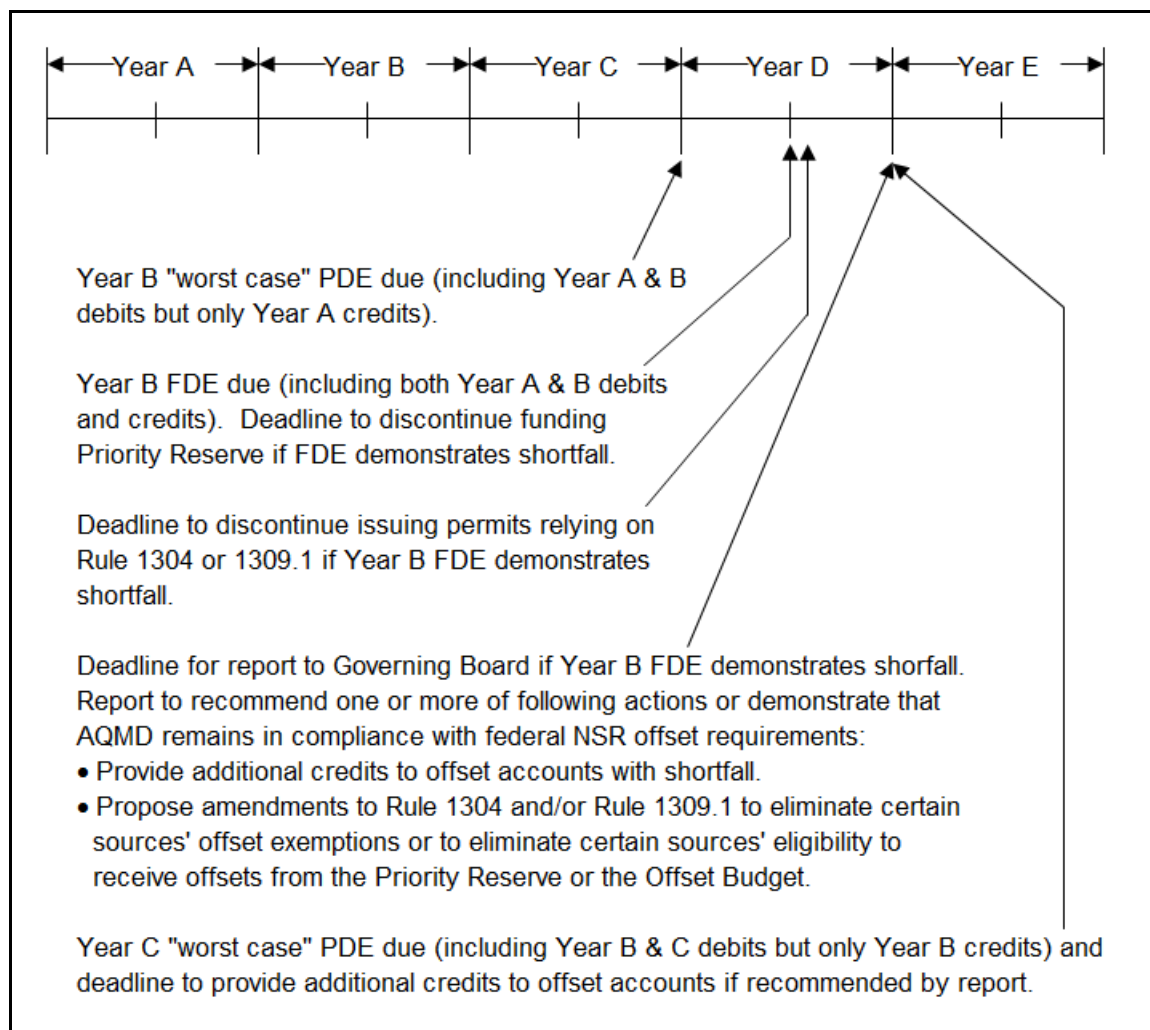 Year A
Year B
Year C
Year D
Year E
Year B "worst case" PDE due (including Year A & B
debits but only Year A credits).
Year B FDE due (including both Year A & B debits
and credits).  Deadline to discontinue funding
Priority Reserve if FDE demonstrates shortfall.
Deadline to discontinue issuing permits relying on
Rule 1304 or 1309.1 if Year B FDE demonstrates
shortfall.
Deadline for report to Governing Board if Year B FDE demonstrates shorfall.
Report to recommend one or more of following actions or demonstrate that
AQMD remains in compliance with federal NSR offset requirements:
• Provide additional credits to offset accounts with shortfall.
• Propose amendments to Rule 1304 and/or Rule 1309.1 to eliminate certain
sources' offset exemptions or to eliminate certain sources' eligibility to
receive offsets from the Priority Reserve or the Offset Budget.
Year C "worst case" PDE due (including Year B & C debits but only Year B credits) and
deadline to provide additional credits to offset accounts if recommended by report.